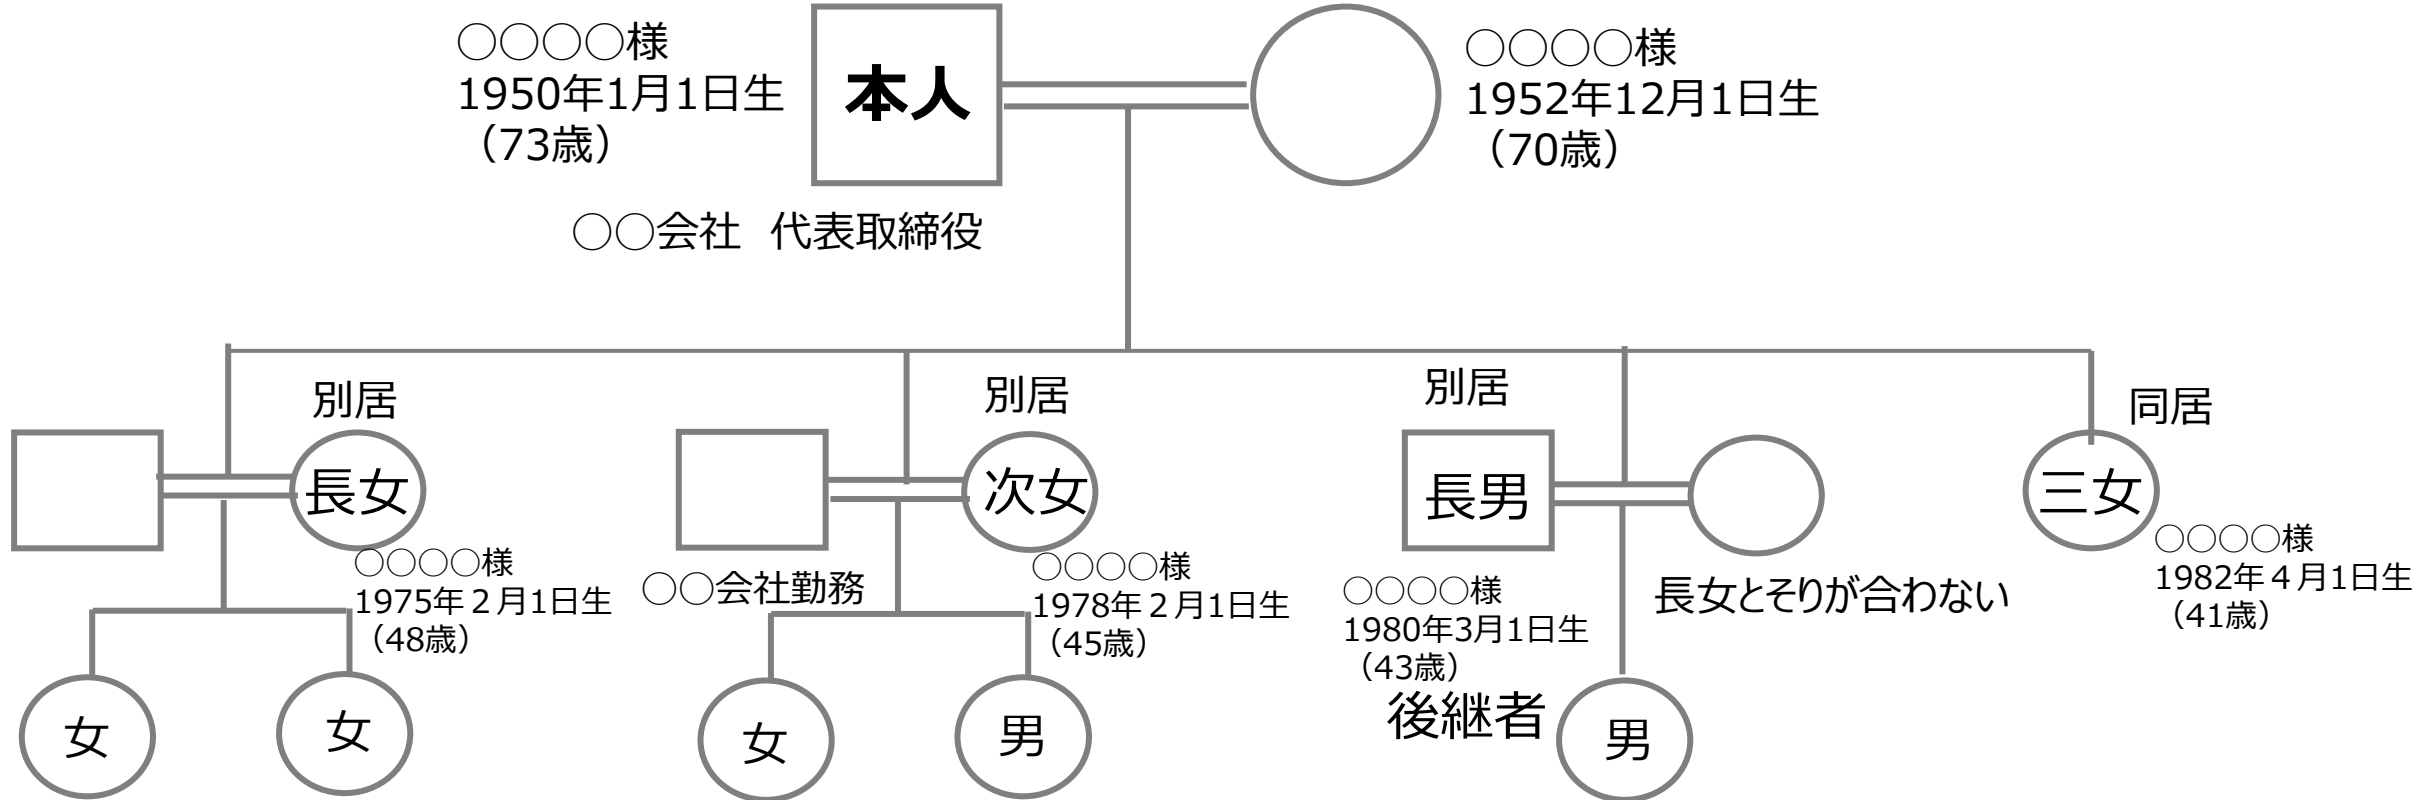 ○○○○様
1950年1月1日生
（73歳）
本人
○○○○様
1952年12月1日生
（70歳）
○○会社　代表取締役
別居
長女
○○○○様
1975年２月1日生
（48歳）
女
女
別居
次女
○○会社勤務
○○○○様
1978年２月1日生
（45歳）
女
男
別居
長男
○○○○様
1980年3月1日生
（43歳）
後継者
長女とそりが合わない
男
同居
三女
○○○○様
1982年４月1日生
（41歳）